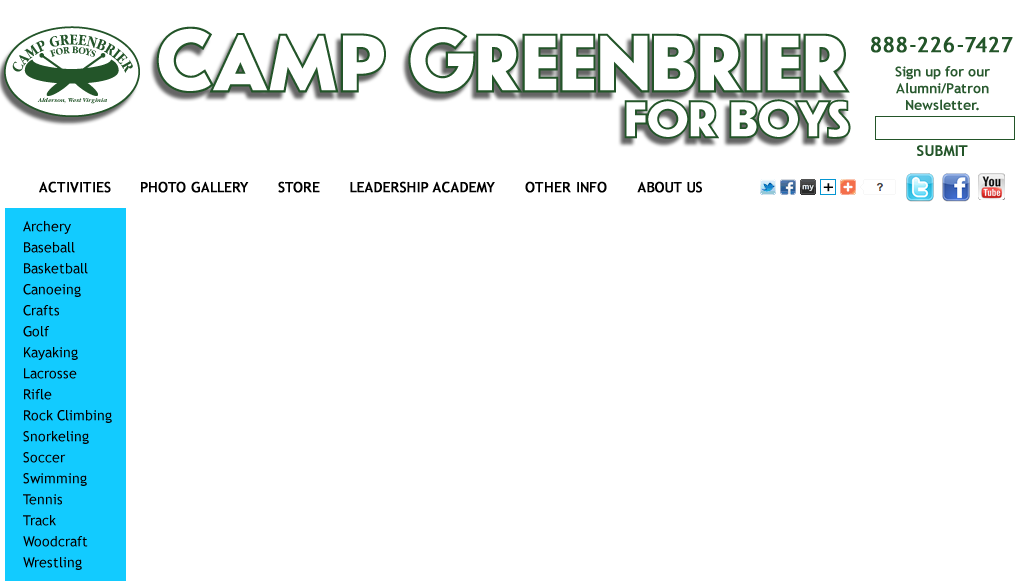 CAMP GREENBRIER
FOR BOYS
Alderson, West Virginia
CAMP GREENBRIER
FOR BOYS
888-226-7427
Sign up for our
Alumni/Patron
Newsletter.
SUBMIT
ACTIVITIES PHOTO GALLERY STORE LEADERSHIP ACADEMY OTHER INFO ABOUT US my ? You
Tube
Archery
Baseball
Basketball
Canoeing
Crafts
Golf
Kayaking
Lacrosse
Rifle
Rock Climbing
Snorkeling
Soccer
Swimming
Tennis
Track
Woodcraft
Wrestling